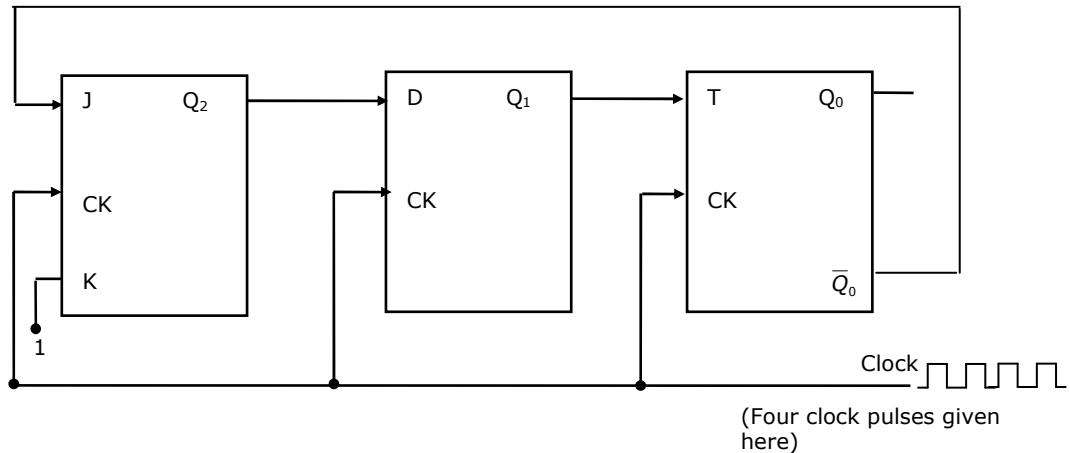 J Q₂ D Q₁ T Q₀
CK CK CK
K Q̅₀
1
Clock
(Four clock pulses given
here)